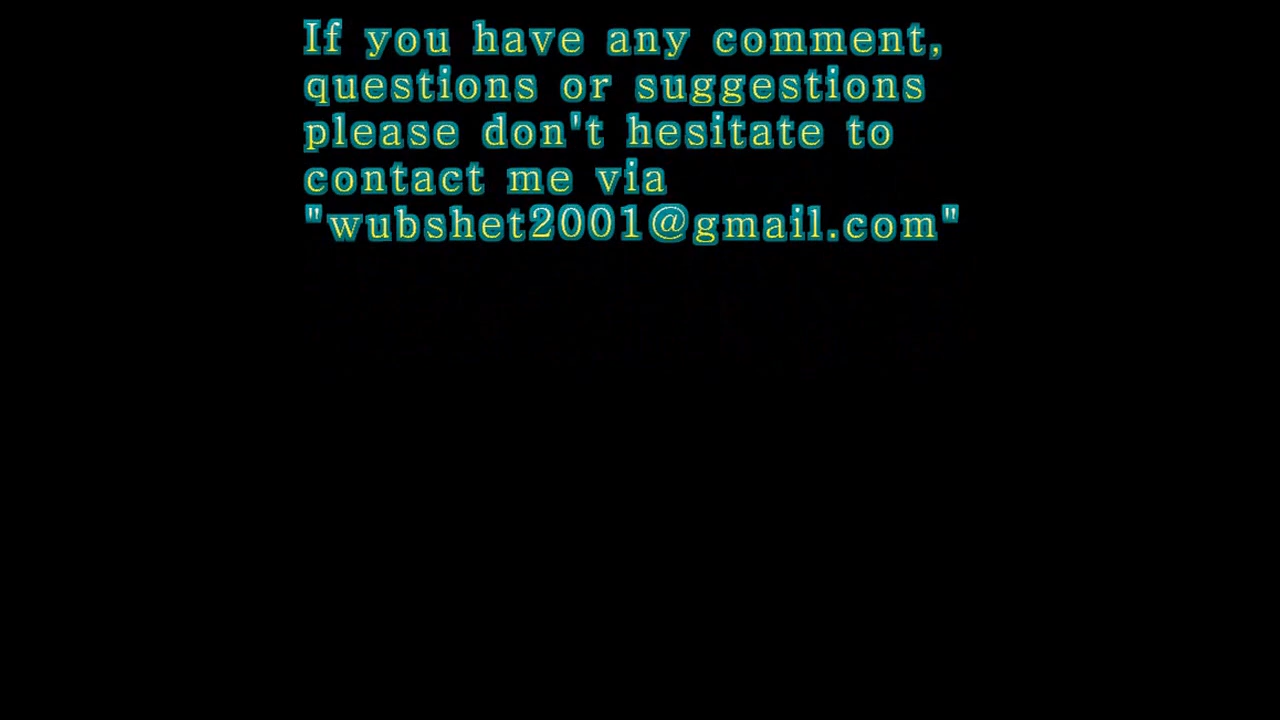 If you have any comment,
questions or suggestions
please don't hesitate to
contact me via
"wubshet2001@gmail.com"